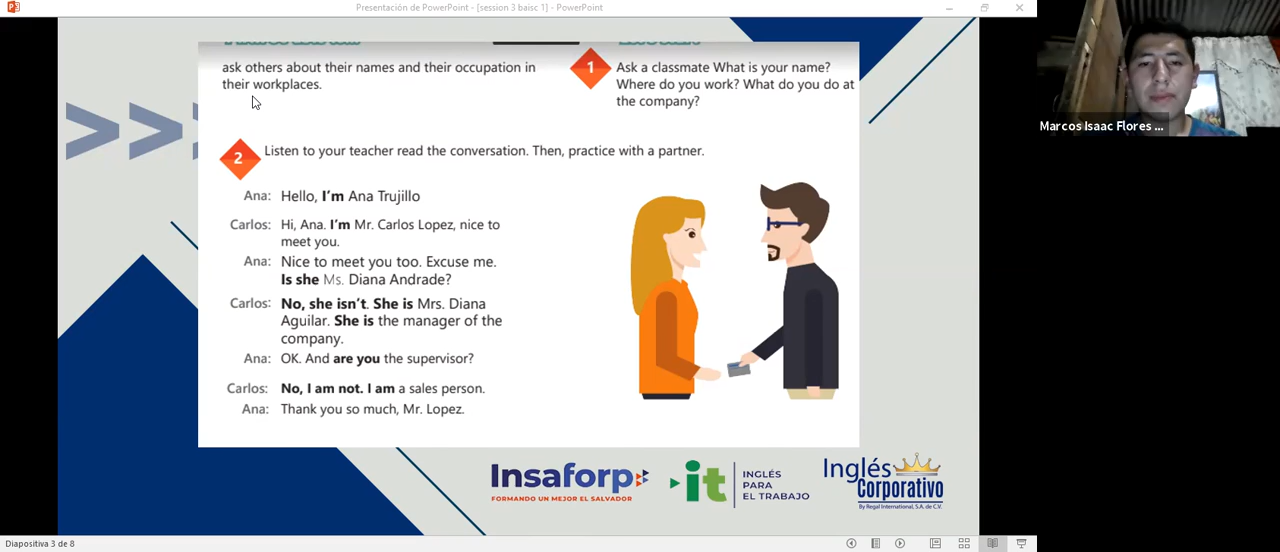 Presentación de PowerPoint - [session 3 baisc 1] - PowerPoint
ask others about their names and their occupation in
their workplaces.
1
Ask a classmate What is your name?
Where do you work? What do you do at
the company?
2
Listen to your teacher read the conversation. Then, practice with a partner.
Ana: Hello, I'm Ana Trujillo
Carlos: Hi, Ana. I'm Mr. Carlos Lopez, nice to
meet you.
Ana: Nice to meet you too. Excuse me.
Is she Ms. Diana Andrade?
Carlos: No, she isn't. She is Mrs. Diana
Aguilar. She is the manager of the
company.
Ana: OK. And are you the supervisor?
Carlos: No, I am not. I am a sales person.
Ana: Thank you so much, Mr. Lopez.
Insaforp
FORMANDO UN MEJOR EL SALVADOR
it
INGLÉS
PARA
EL TRABAJO
Inglés
Corporativo
By Regal International, S.A. de C.V.
Marcos Isaac Flores ...
Diapositiva 3 de 8